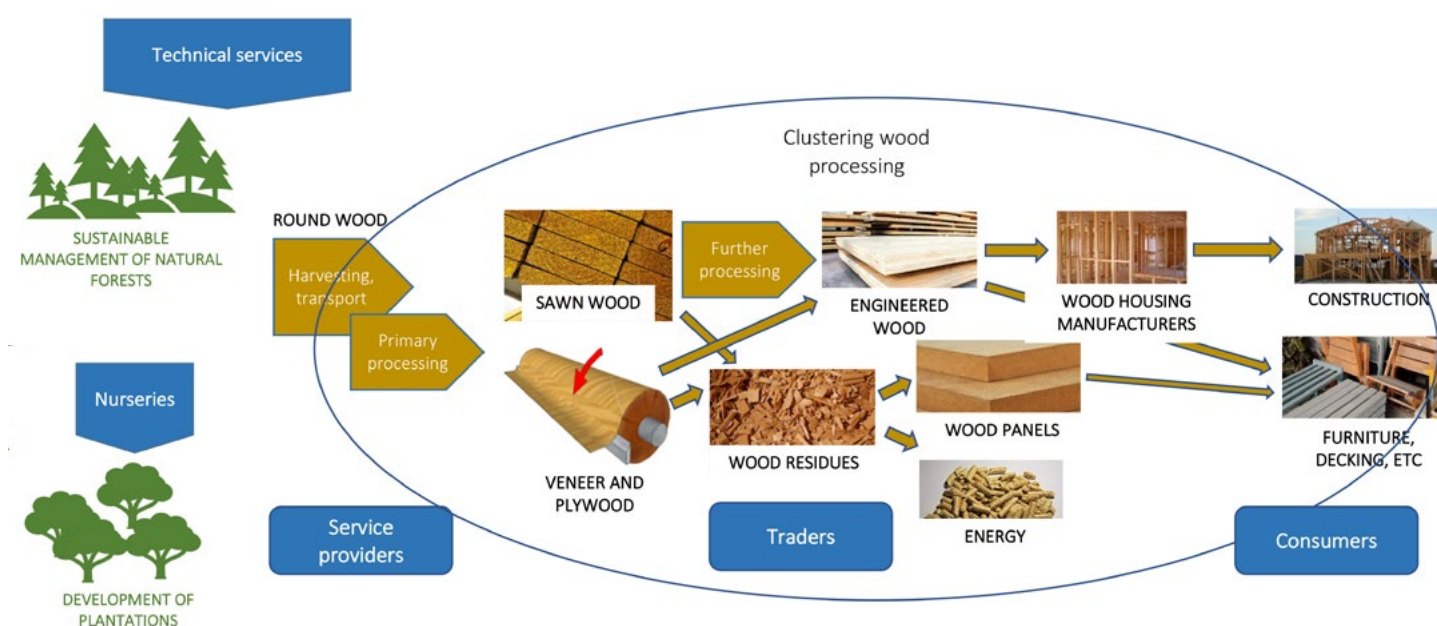 Technical services
Clustering wood
processing
ROUND WOOD
SUSTAINABLE
MANAGEMENT OF NATURAL
FORESTS
Harvesting,
transport
Further
processing
SAWN WOOD
ENGINEERED
WOOD
WOOD HOUSING
MANUFACTURERS
CONSTRUCTION
Primary
processing
Nurseries
VENEER AND
PLYWOOD
WOOD RESIDUES
WOOD PANELS
FURNITURE,
DECKING, ETC
ENERGY
Service
providers
Traders
Consumers
DEVELOPMENT OF
PLANTATIONS